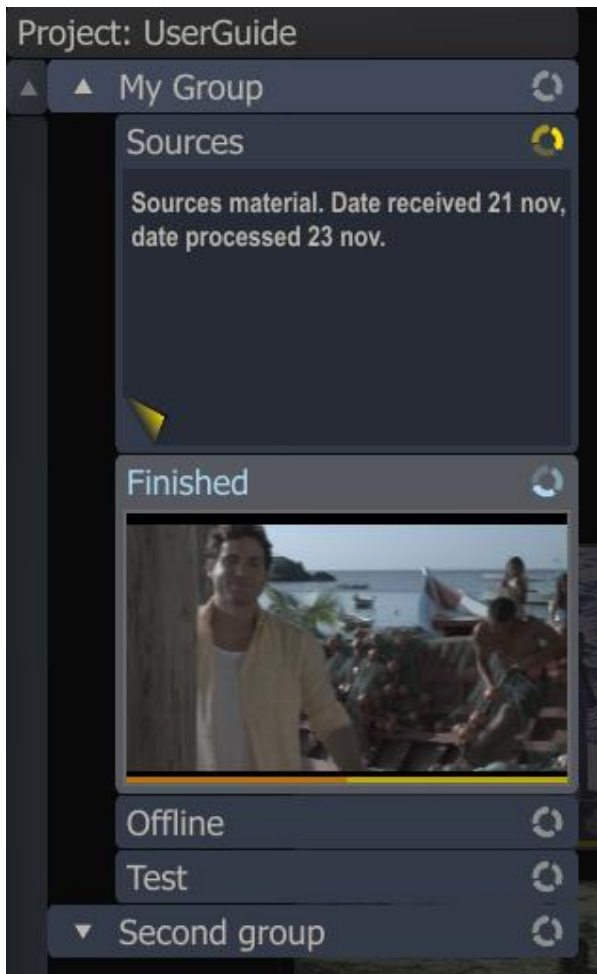 Project: UserGuide
My Group
Sources
Sources material. Date received 21 nov,
date processed 23 nov.
Finished
Offline
Test
Second group